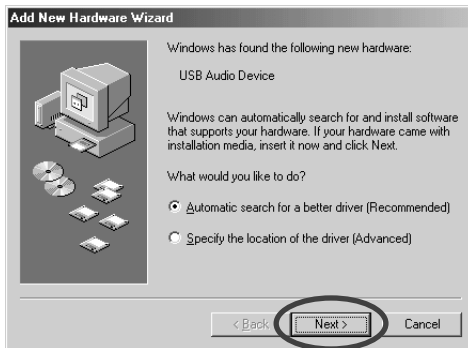 Add New Hardware Wizard
Windows has found the following new hardware:
USB Audio Device
Windows can automatically search for and install software
that supports your hardware. If your hardware came with
installation media, insert it now and click Next.
What would you like to do?
Automatic search for a better driver (Recommended)
Specify the location of the driver (Advanced)
< Back
Next >
Cancel